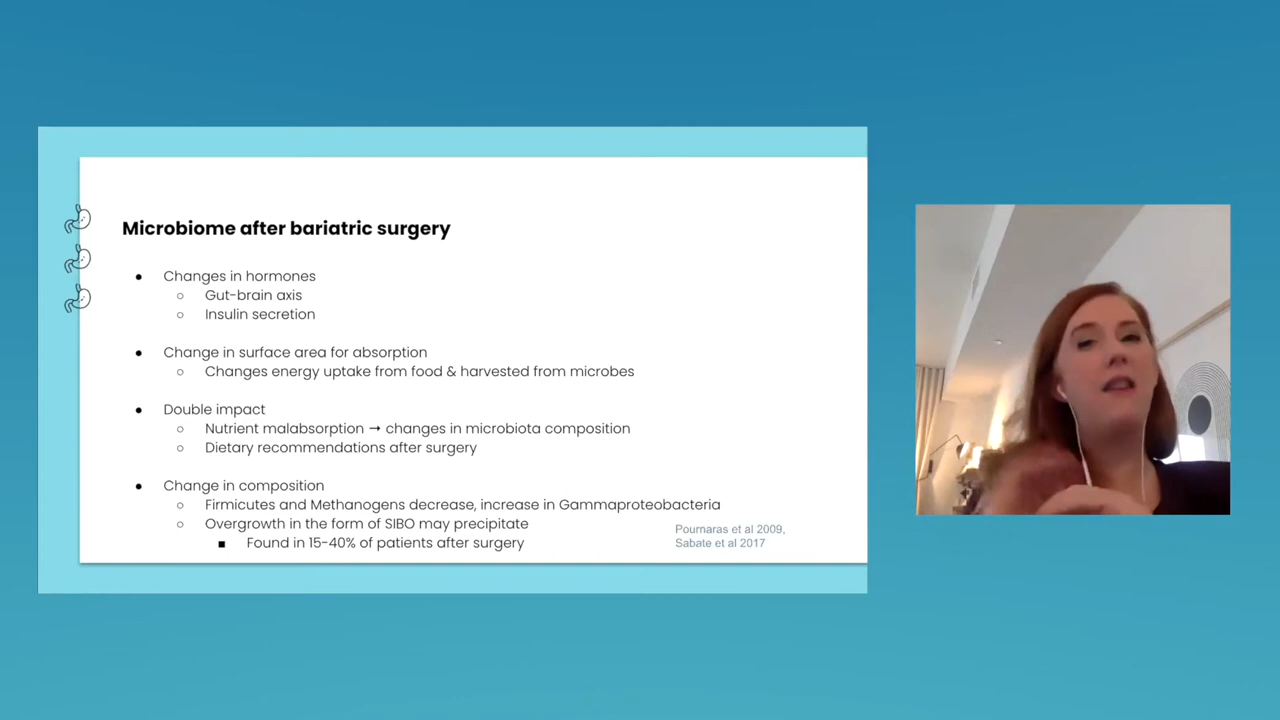 Microbiome after bariatric surgery
● Changes in hormones
○ Gut-brain axis
○ Insulin secretion
● Change in surface area for absorption
○ Changes energy uptake from food & harvested from microbes
● Double impact
○ Nutrient malabsorption → changes in microbiota composition
○ Dietary recommendations after surgery
● Change in composition
○ Firmicutes and Methanogens decrease, increase in Gammaproteobacteria
○ Overgrowth in the form of SIBO may precipitate
■ Found in 15-40% of patients after surgery
Pournaras et al 2009,
Sabate et al 2017